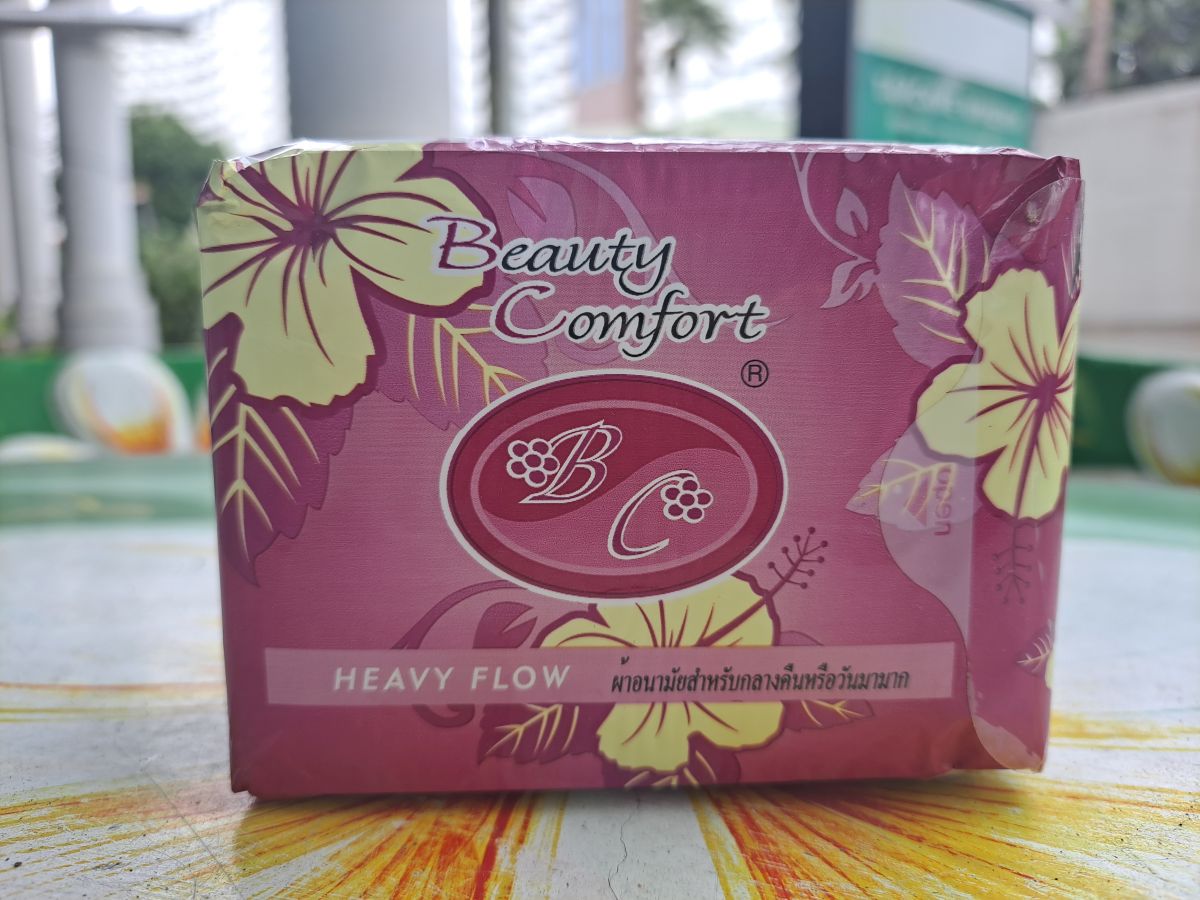 Beauty
Comfort
®
B
C
HEAVY FLOW ผ้าอนามัยสำหรับกลางคืนหรือวันมามาก